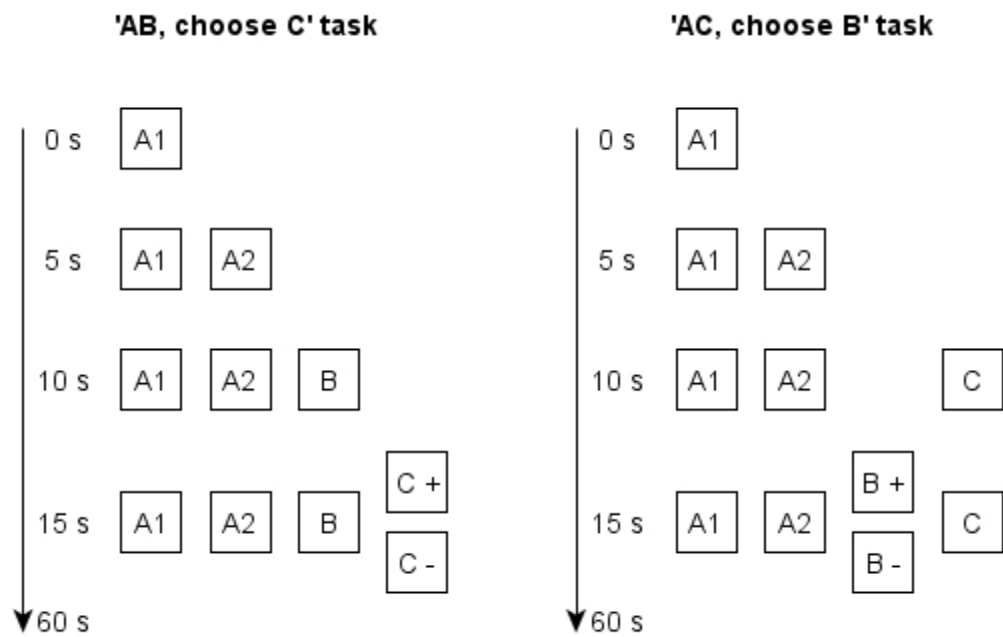 'AB, choose C' task
0 s A1
5 s A1 A2
10 s A1 A2 B
C +
15 s A1 A2 B
C -
60 s
'AC, choose B' task
0 s A1
5 s A1 A2
10 s A1 A2 C
B +
15 s A1 A2 C
B -
60 s